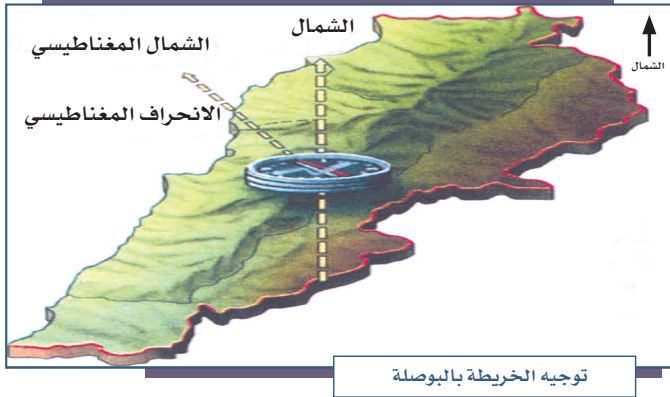 الشمال
الشمال
الشمال المغناطيسي
الانحراف المغناطيسي
توجيه الخريطة بالبوصلة